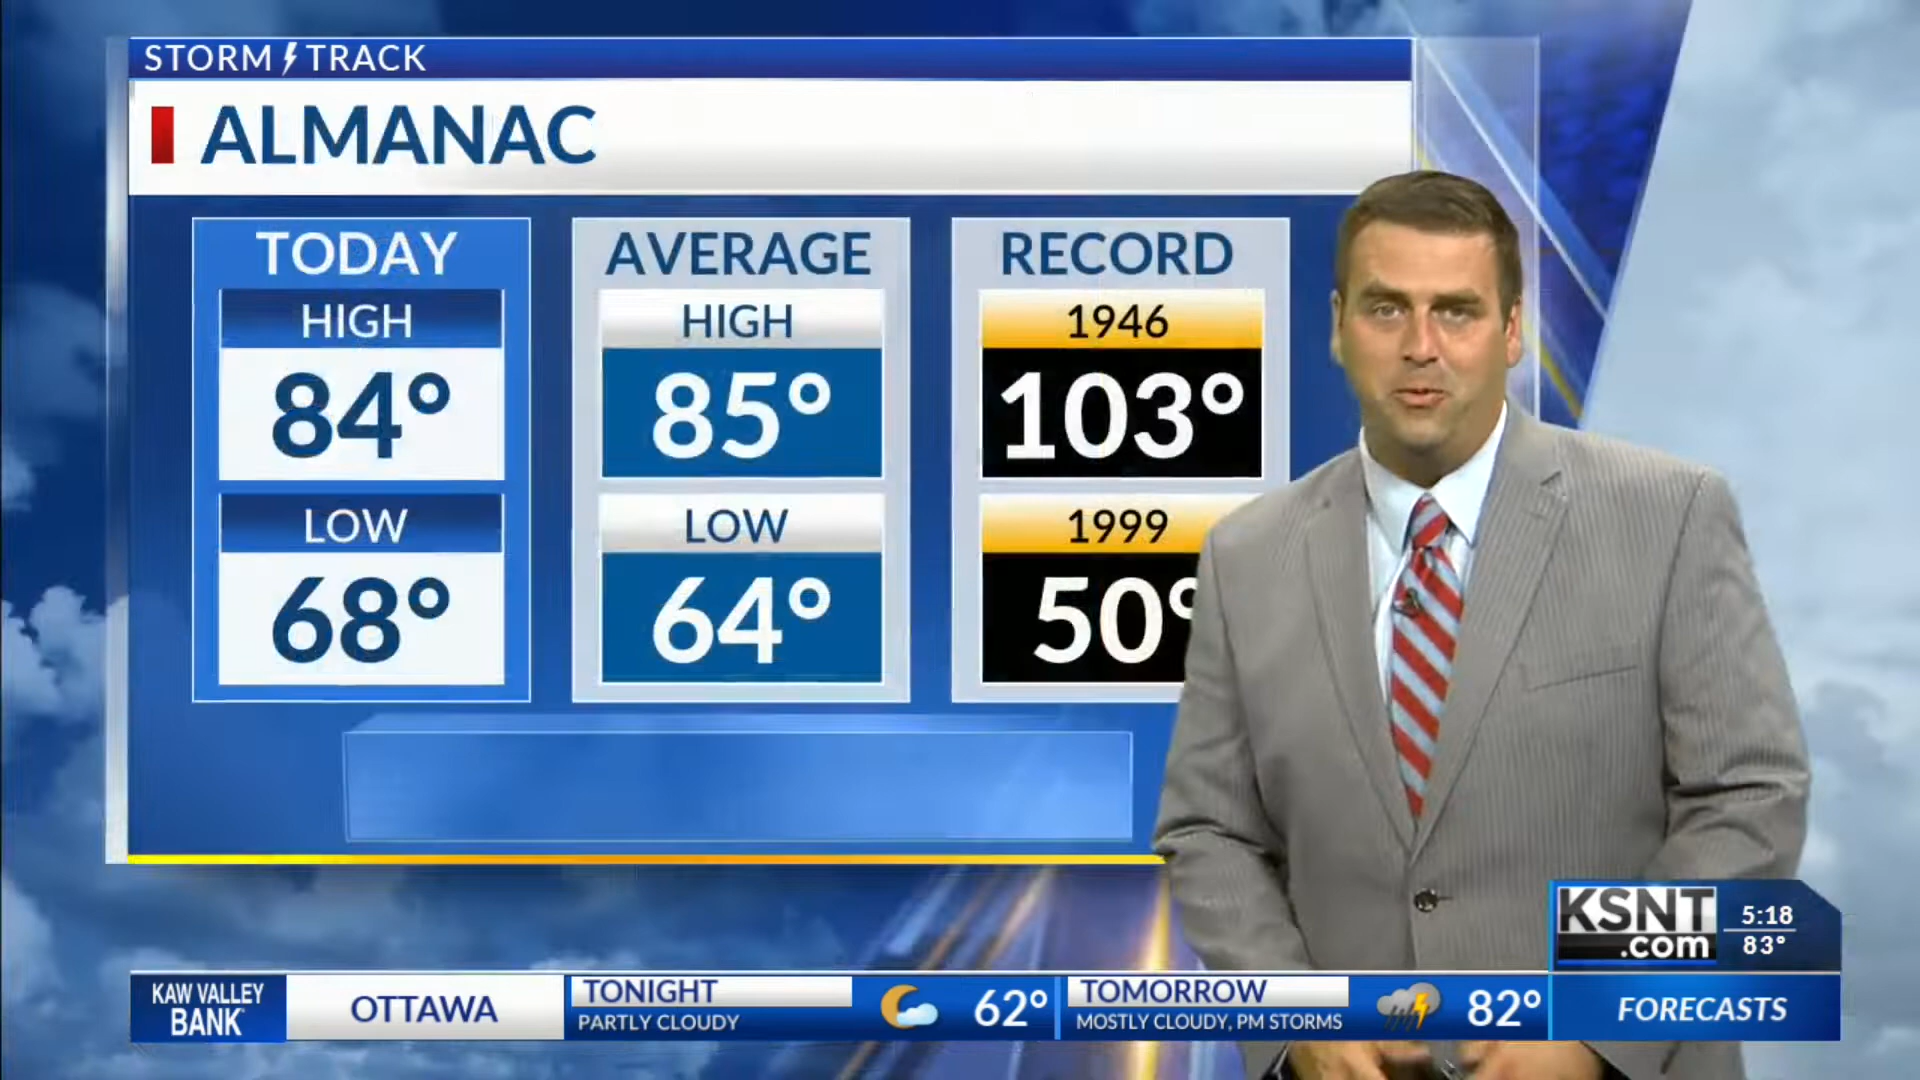 STORM TRACK
ALMANAC
TODAY
HIGH
84°
LOW
68°
AVERAGE
HIGH
85°
LOW
64°
RECORD
1946
103°
1999
50°
KSNT
.com
5:18
83°
KAW VALLEY
BANK
OTTAWA
TONIGHT
PARTLY CLOUDY
62°
TOMORROW
MOSTLY CLOUDY, PM STORMS
82°
FORECASTS